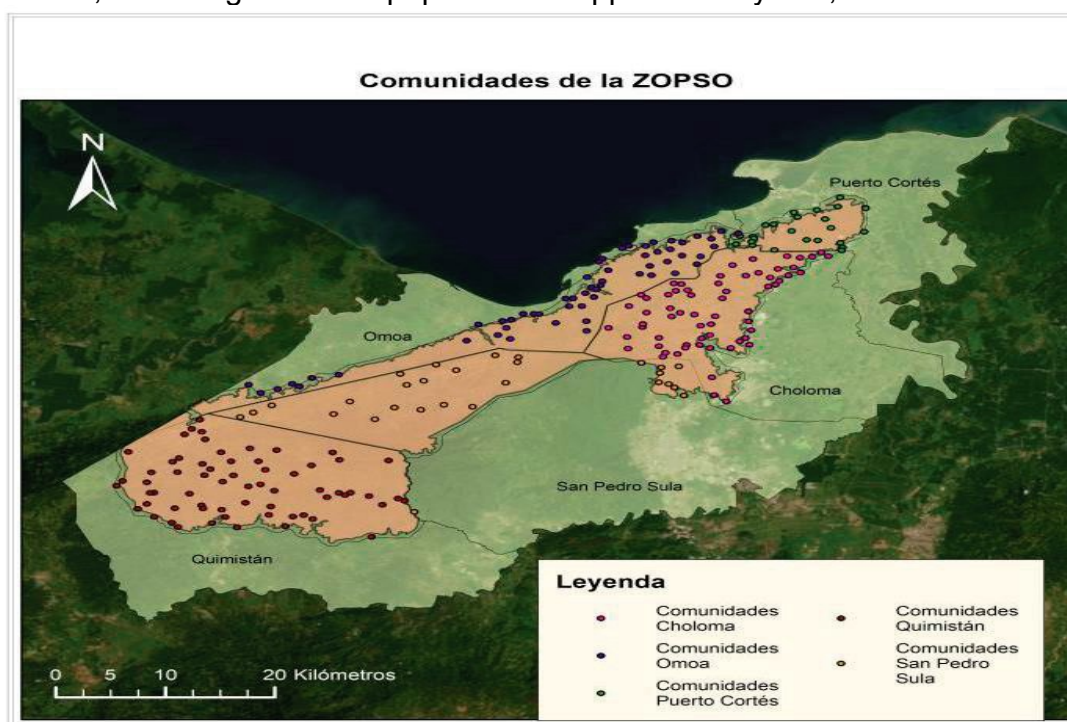 Comunidades de la ZOPSO
N
Puerto Cortés
Omoa
Choloma
San Pedro Sula
Quimistán
Leyenda
Comunidades
Choloma
Comunidades
Omoa
Comunidades
Puerto Cortés
Comunidades
Quimistán
Comunidades
San Pedro
Sula
0 5 10 20 Kilómetros